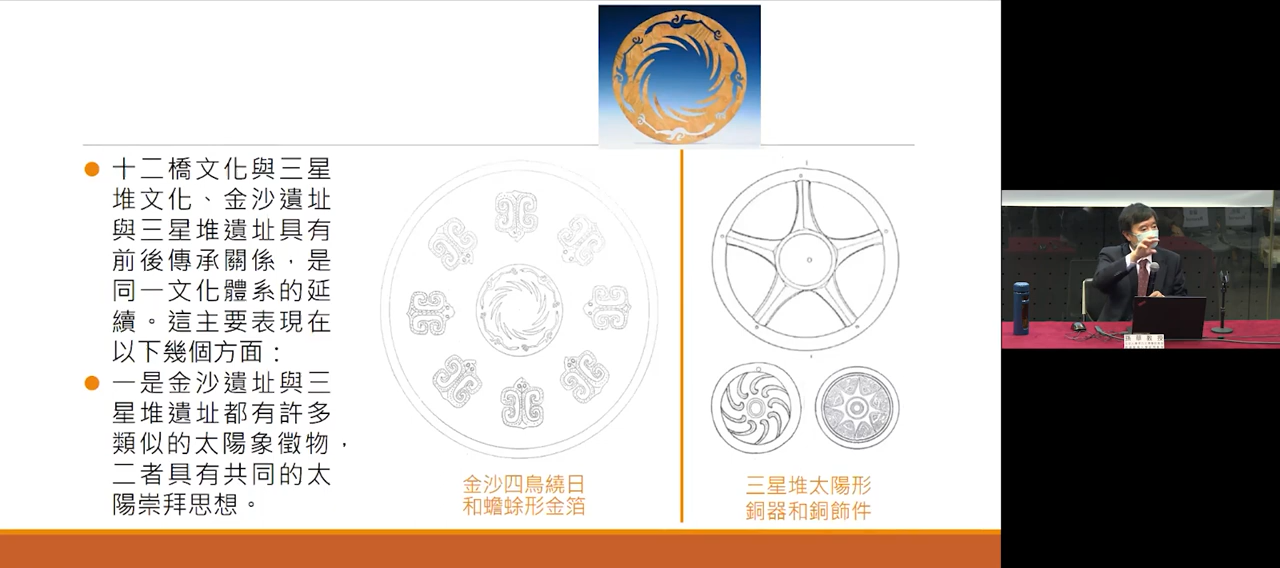 十二橋文化與三星
堆文化、金沙遺址
與三星堆遺址具有
前後傳承關係，是
同一文化體系的延
續。這主要表現在
以下幾個方面：
一是金沙遺址與三
星堆遺址都有許多
類似的太陽象徵物，
二者具有共同的太
陽崇拜思想。
金沙四鳥繞日
和蟾蜍形金箔
三星堆太陽形
銅器和銅飾件